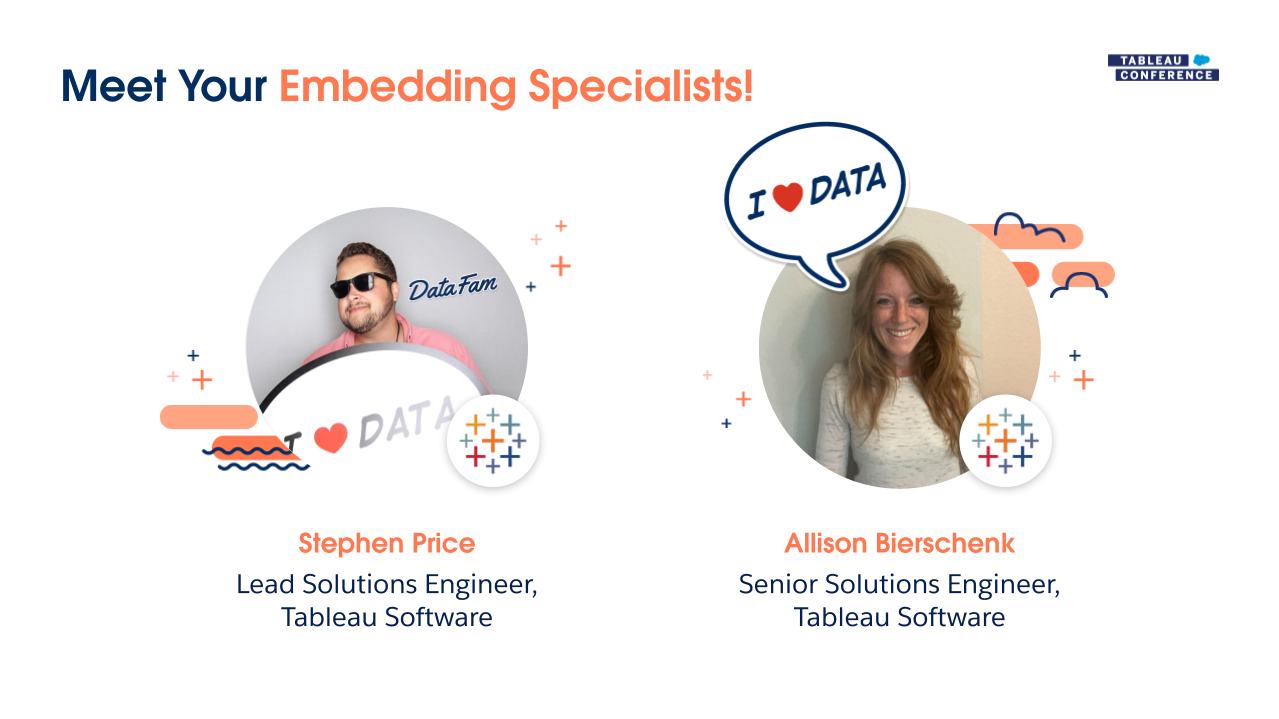 Meet Your Embedding Specialists!
TABLEAU
CONFERENCE
I ❤ DATA
DataFam
I ❤ DATA
Stephen Price
Lead Solutions Engineer,
Tableau Software
Allison Bierschenk
Senior Solutions Engineer,
Tableau Software